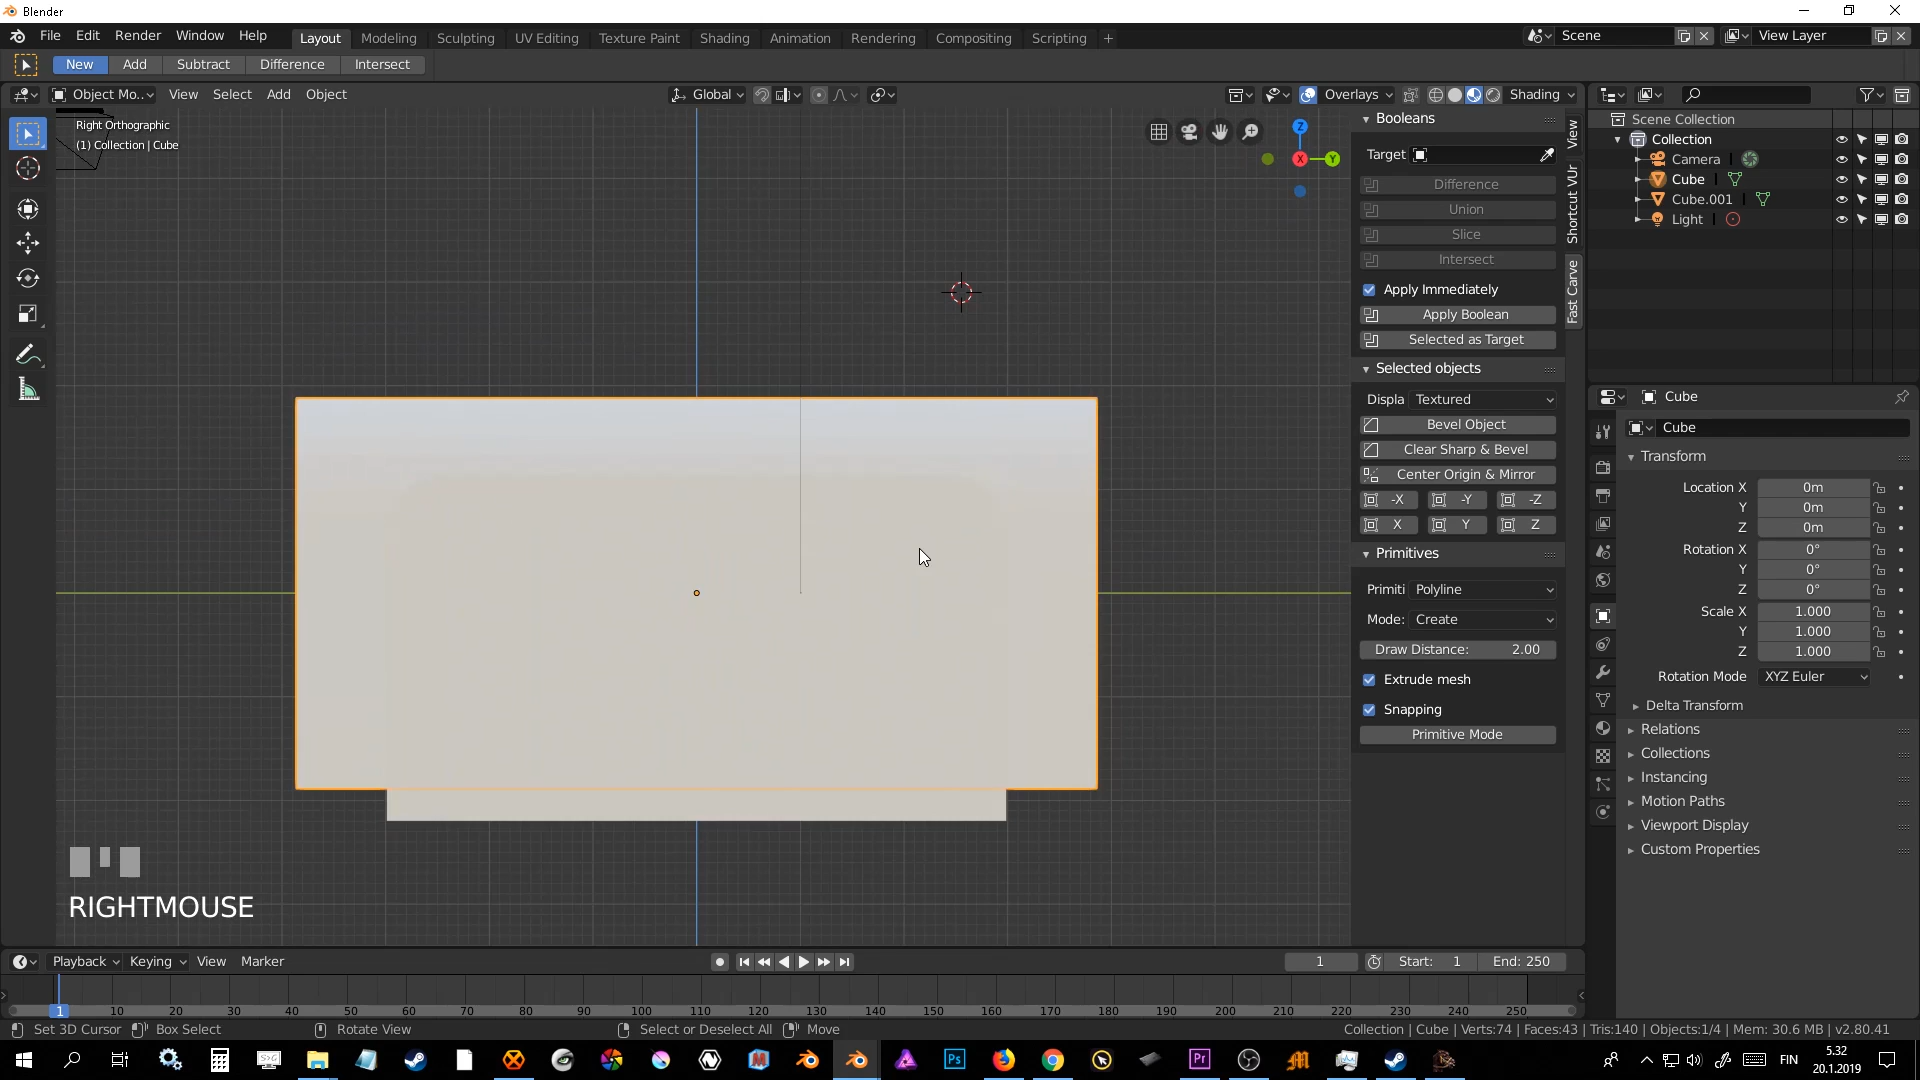 Blender
File Edit Render Window Help Layout Modeling Sculpting UV Editing Texture Paint Shading Animation Rendering Compositing Scripting + Scene View Layer
New Add Subtract Difference Intersect
Object Mo.. View Select Add Object Global Overlays Shading
Right Orthographic
(1) Collection | Cube
Z
Y
X
Booleans
Target
Difference
Union
Slice
Intersect
Apply Immediately
Apply Boolean
Selected as Target
Selected objects
Displa Textured
Bevel Object
Clear Sharp & Bevel
Center Origin & Mirror
-X -Y -Z
X Y Z
Primitives
Primiti Polyline
Mode: Create
Draw Distance: 2.00
Extrude mesh
Snapping
Primitive Mode
View
Shortcut VUr
Fast Carve
Scene Collection
Collection
Camera
Cube
Cube.001
Light
Cube
Cube
Transform
Location X 0m
Y 0m
Z 0m
Rotation X 0°
Y 0°
Z 0°
Scale X 1.000
Y 1.000
Z 1.000
Rotation Mode XYZ Euler
Delta Transform
Relations
Collections
Instancing
Motion Paths
Viewport Display
Custom Properties
RIGHTMOUSE
Playback Keying View Marker 1 Start: 1 End: 250
1 10 20 30 40 50 60 70 80 90 100 110 120 130 140 150 160 170 180 190 200 210 220 230 240 250
Set 3D Cursor Box Select Rotate View Select or Deselect All Move Collection | Cube | Verts:74 | Faces:43 | Tris:140 | Objects:1/4 | Mem: 30.6 MB | v2.80.41
Ps Pr FIN 5.32
20.1.2019